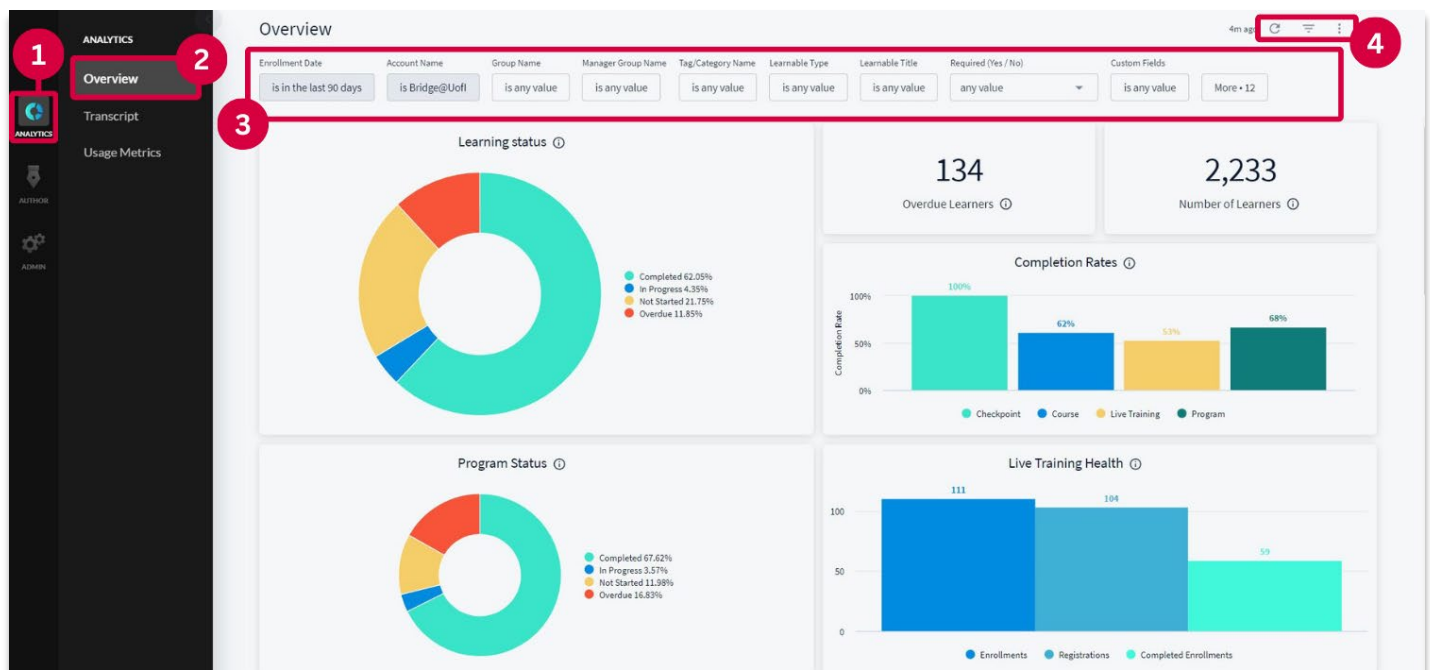 1
ANALYTICS
AUTHOR
ADMIN
ANALYTICS
2
Overview
Transcript
Usage Metrics
Overview
4m ago
4
3
Enrollment Date
is in the last 90 days
Account Name
is Bridge@UofI
Group Name
is any value
Manager Group Name
is any value
Tag/Category Name
is any value
Learnable Type
is any value
Learnable Title
is any value
Required (Yes / No)
any value
Custom Fields
is any value
More • 12
Learning status
Completed 62.05%
In Progress 4.35%
Not Started 21.75%
Overdue 11.85%
134
Overdue Learners
2,233
Number of Learners
Completion Rates
Completion Rate
100%
50%
0%
100%
62%
53%
68%
Checkpoint Course Live Training Program
Program Status
Completed 67.62%
In Progress 3.57%
Not Started 11.98%
Overdue 16.83%
Live Training Health
100
50
0
111
104
59
Enrollments Registrations Completed Enrollments